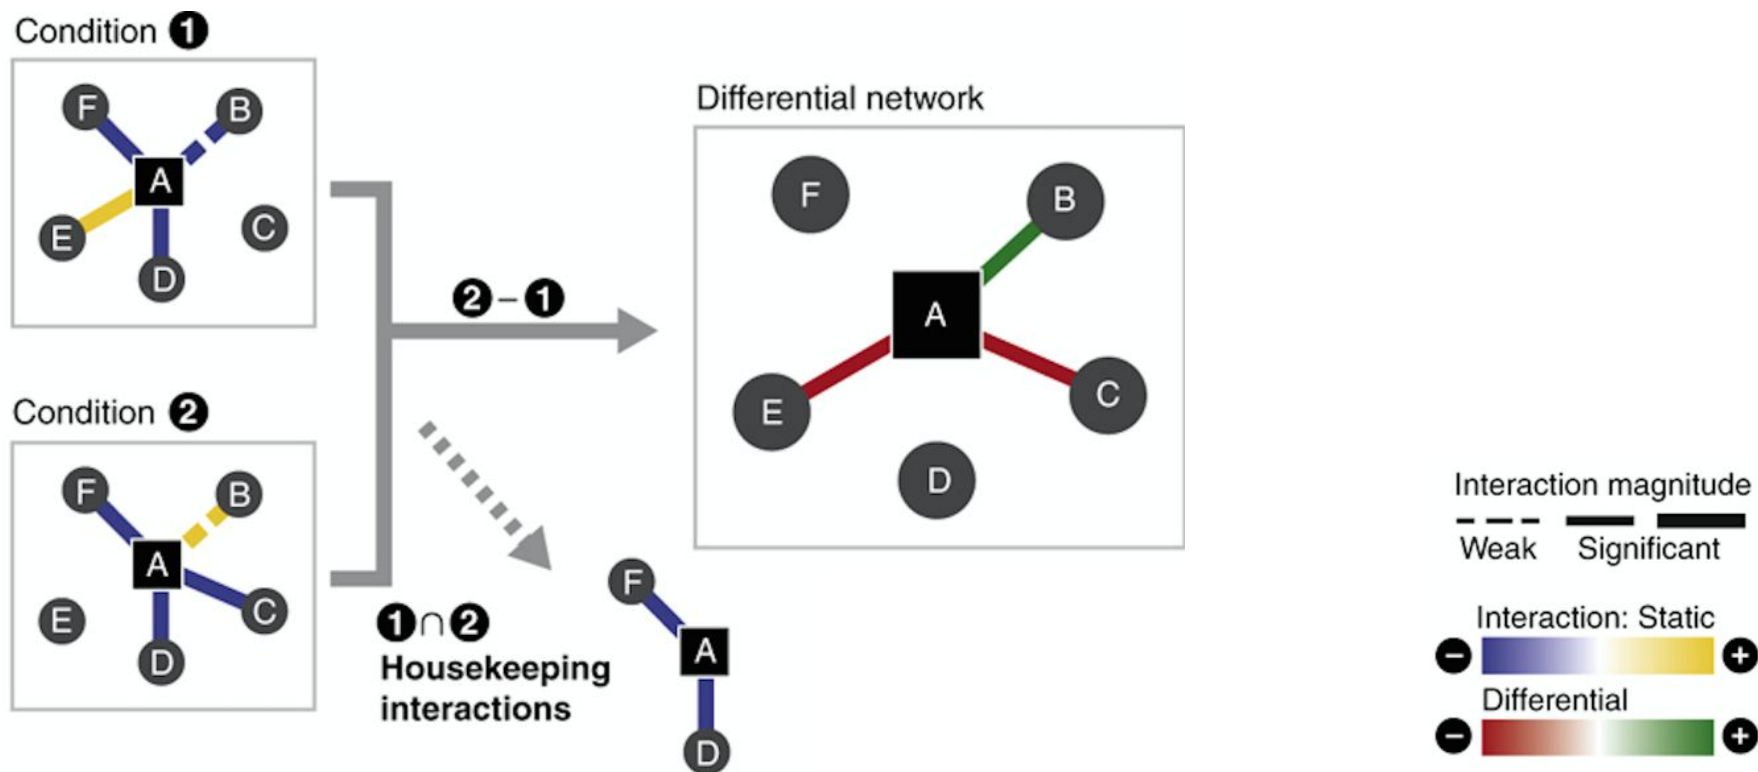 Condition 1
F
B
A
E
C
D
Condition 2
F
B
A
E
C
D
2 – 1
1 ∩ 2
Housekeeping
interactions
F
A
D
Differential network
F
B
A
E
C
D
Interaction magnitude
Weak Significant
Interaction: Static
− +
Differential
− +